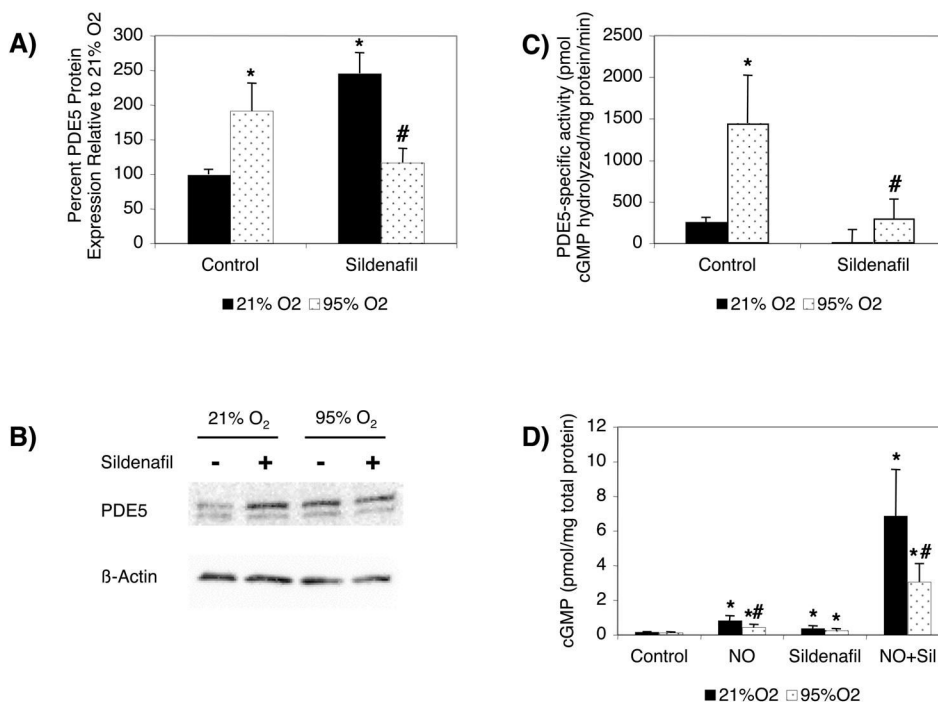 A)
Percent PDE5 Protein
Expression Relative to 21% O2
300
250
200
150
100
50
0
*
*
#
Control
Sildenafil
21% O2
95% O2
B)
21% O₂
95% O₂
Sildenafil
-
+
-
+
PDE5
ß-Actin
C)
PDE5-specific activity (pmol
cGMP hydrolyzed/mg protein/min)
2500
2000
1500
1000
500
0
*
#
Control
Sildenafil
21% O2
95% O2
D)
cGMP (pmol/mg total protein)
12
10
8
6
4
2
0
*
*#
*
*
*
*#
Control
NO
Sildenafil
NO+Sil
21%O2
95%O2